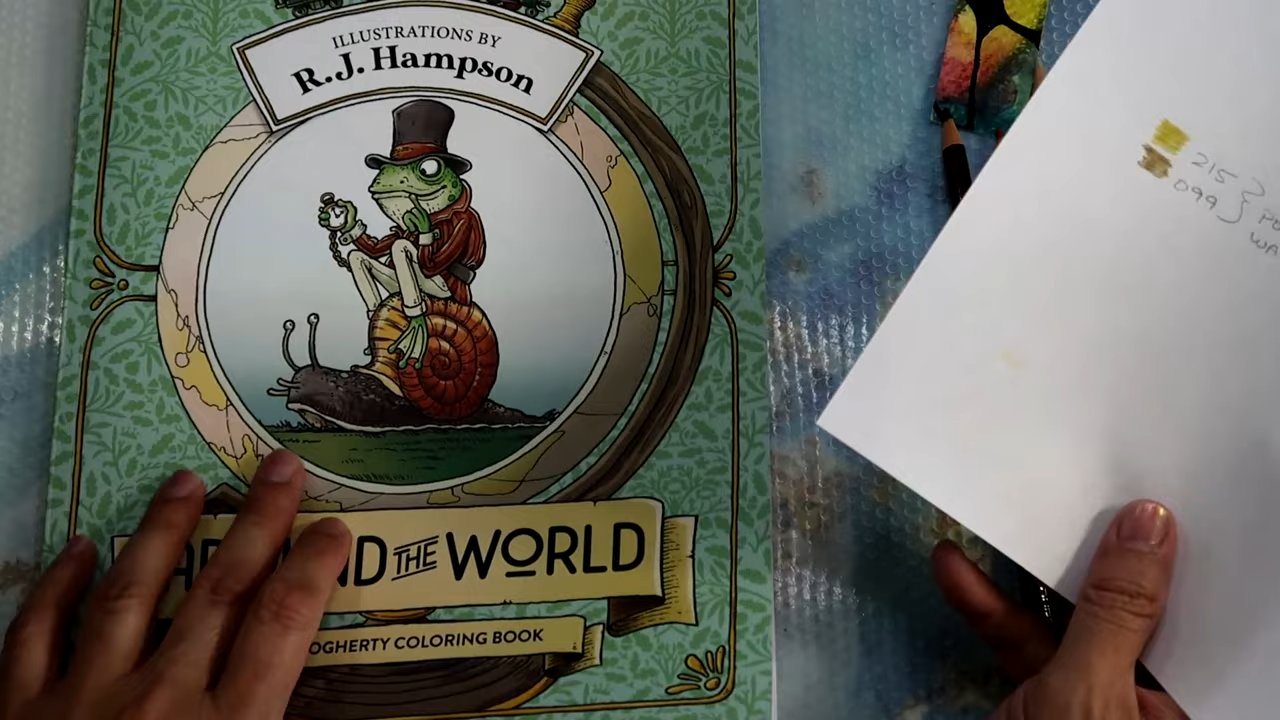 ILLUSTRATIONS BY
R.J. Hampson
THE WORLD
COLORING BOOK
215
099